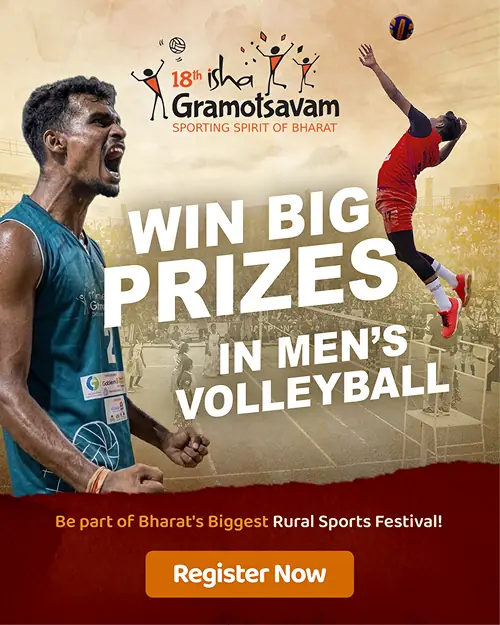 18th isha
Gramotsavam
SPORTING SPIRIT OF BHARAT
WIN BIG
PRIZES
IN MEN'S
VOLLEYBALL
Be part of Bharat's Biggest Rural Sports Festival!
Register Now